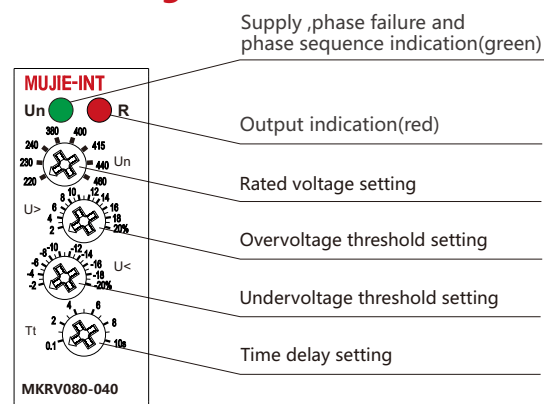 Supply ,phase failure and
phase sequence indication(green)
MUJIE-INT
Un R
Output indication(red)
220 230 240 380 400 415 440 460
Un
Rated voltage setting
U>
2 4 6 8 10 12 14 16 18 20%
Overvoltage threshold setting
U<
-2 -4 -6 -8 -10 -12 -14 -16 -18 -20%
Undervoltage threshold setting
Tt
0.1 2 4 6 8 10s
Time delay setting
MKRV080-040